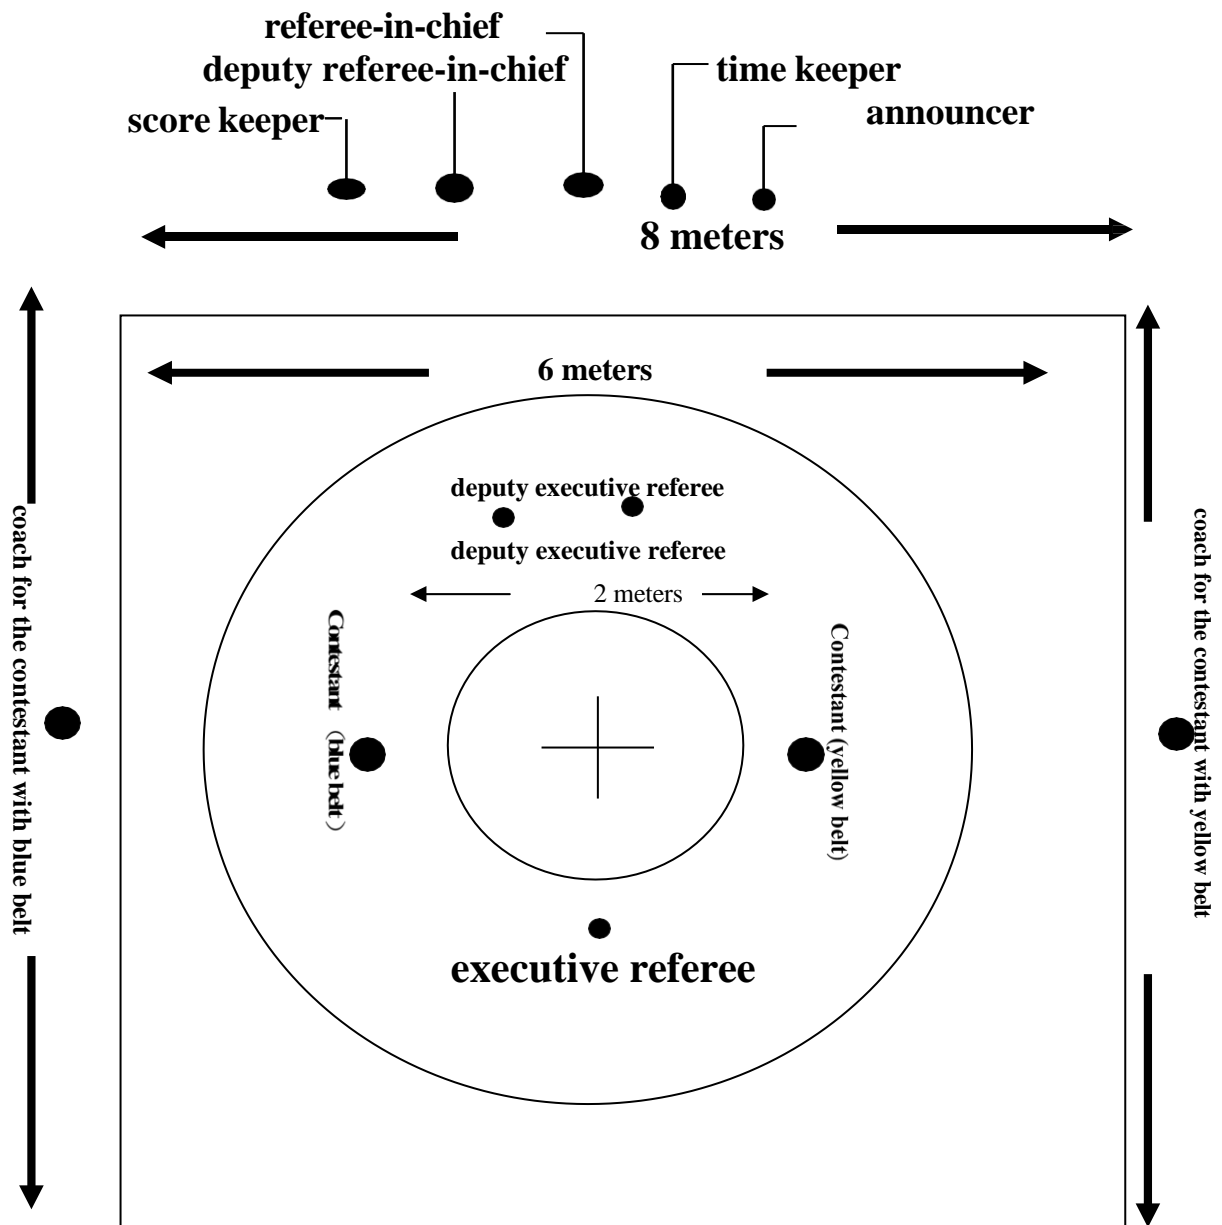 referee-in-chief
deputy referee-in-chief
time keeper
score keeper
announcer
8 meters
6 meters
deputy executive referee
deputy executive referee
2 meters
coach for the contestant with blue belt
Contestant (blue belt)
Contestant (yellow belt)
coach for the contestant with yellow belt
executive referee